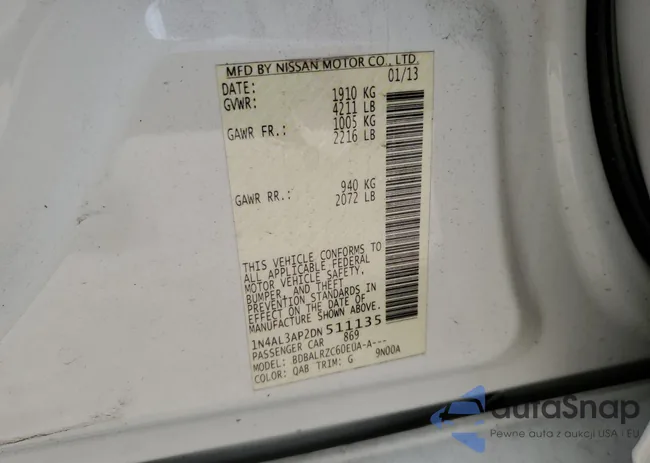 MFD BY NISSAN MOTOR CO., LTD.
DATE: 01/13
GVWR: 1910 KG
4211 LB
GAWR FR.: 1005 KG
2216 LB
GAWR RR.: 940 KG
2072 LB
THIS VEHICLE CONFORMS TO
ALL APPLICABLE FEDERAL
MOTOR VEHICLE SAFETY,
BUMPER, AND THEFT
PREVENTION STANDARDS IN
EFFECT ON THE DATE OF
MANUFACTURE SHOWN ABOVE.
1N4AL3AP2DN511135
PASSENGER CAR 869
MODEL: BDBALRZC60EUA-A---
COLOR: QAB TRIM: G 9N00A
AutaSnap
Pewne auta z aukcji USA i EU